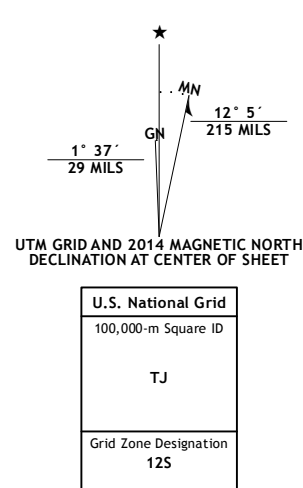 ★
MN
12° 5´
215 MILS
GN
1° 37´
29 MILS
UTM GRID AND 2014 MAGNETIC NORTH
DECLINATION AT CENTER OF SHEET
U.S. National Grid
100,000-m Square ID
TJ
Grid Zone Designation
12S